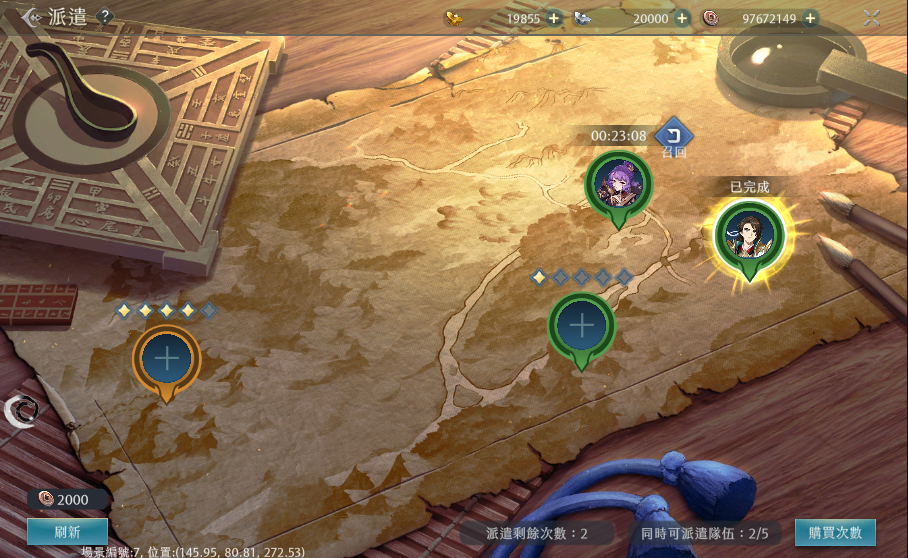 派遣 ?
19855
20000
97672149
00:23:08
召回
已完成
2000
刷新
派遣剩餘次數：2
同時可派遣隊伍：2/5
購買次數
場景編號:7, 位置:(145.95, 80.81, 272.53)